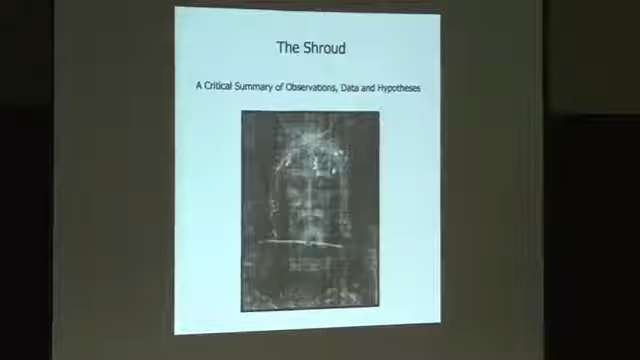 The Shroud
A Critical Summary of Observations, Data and Hypotheses